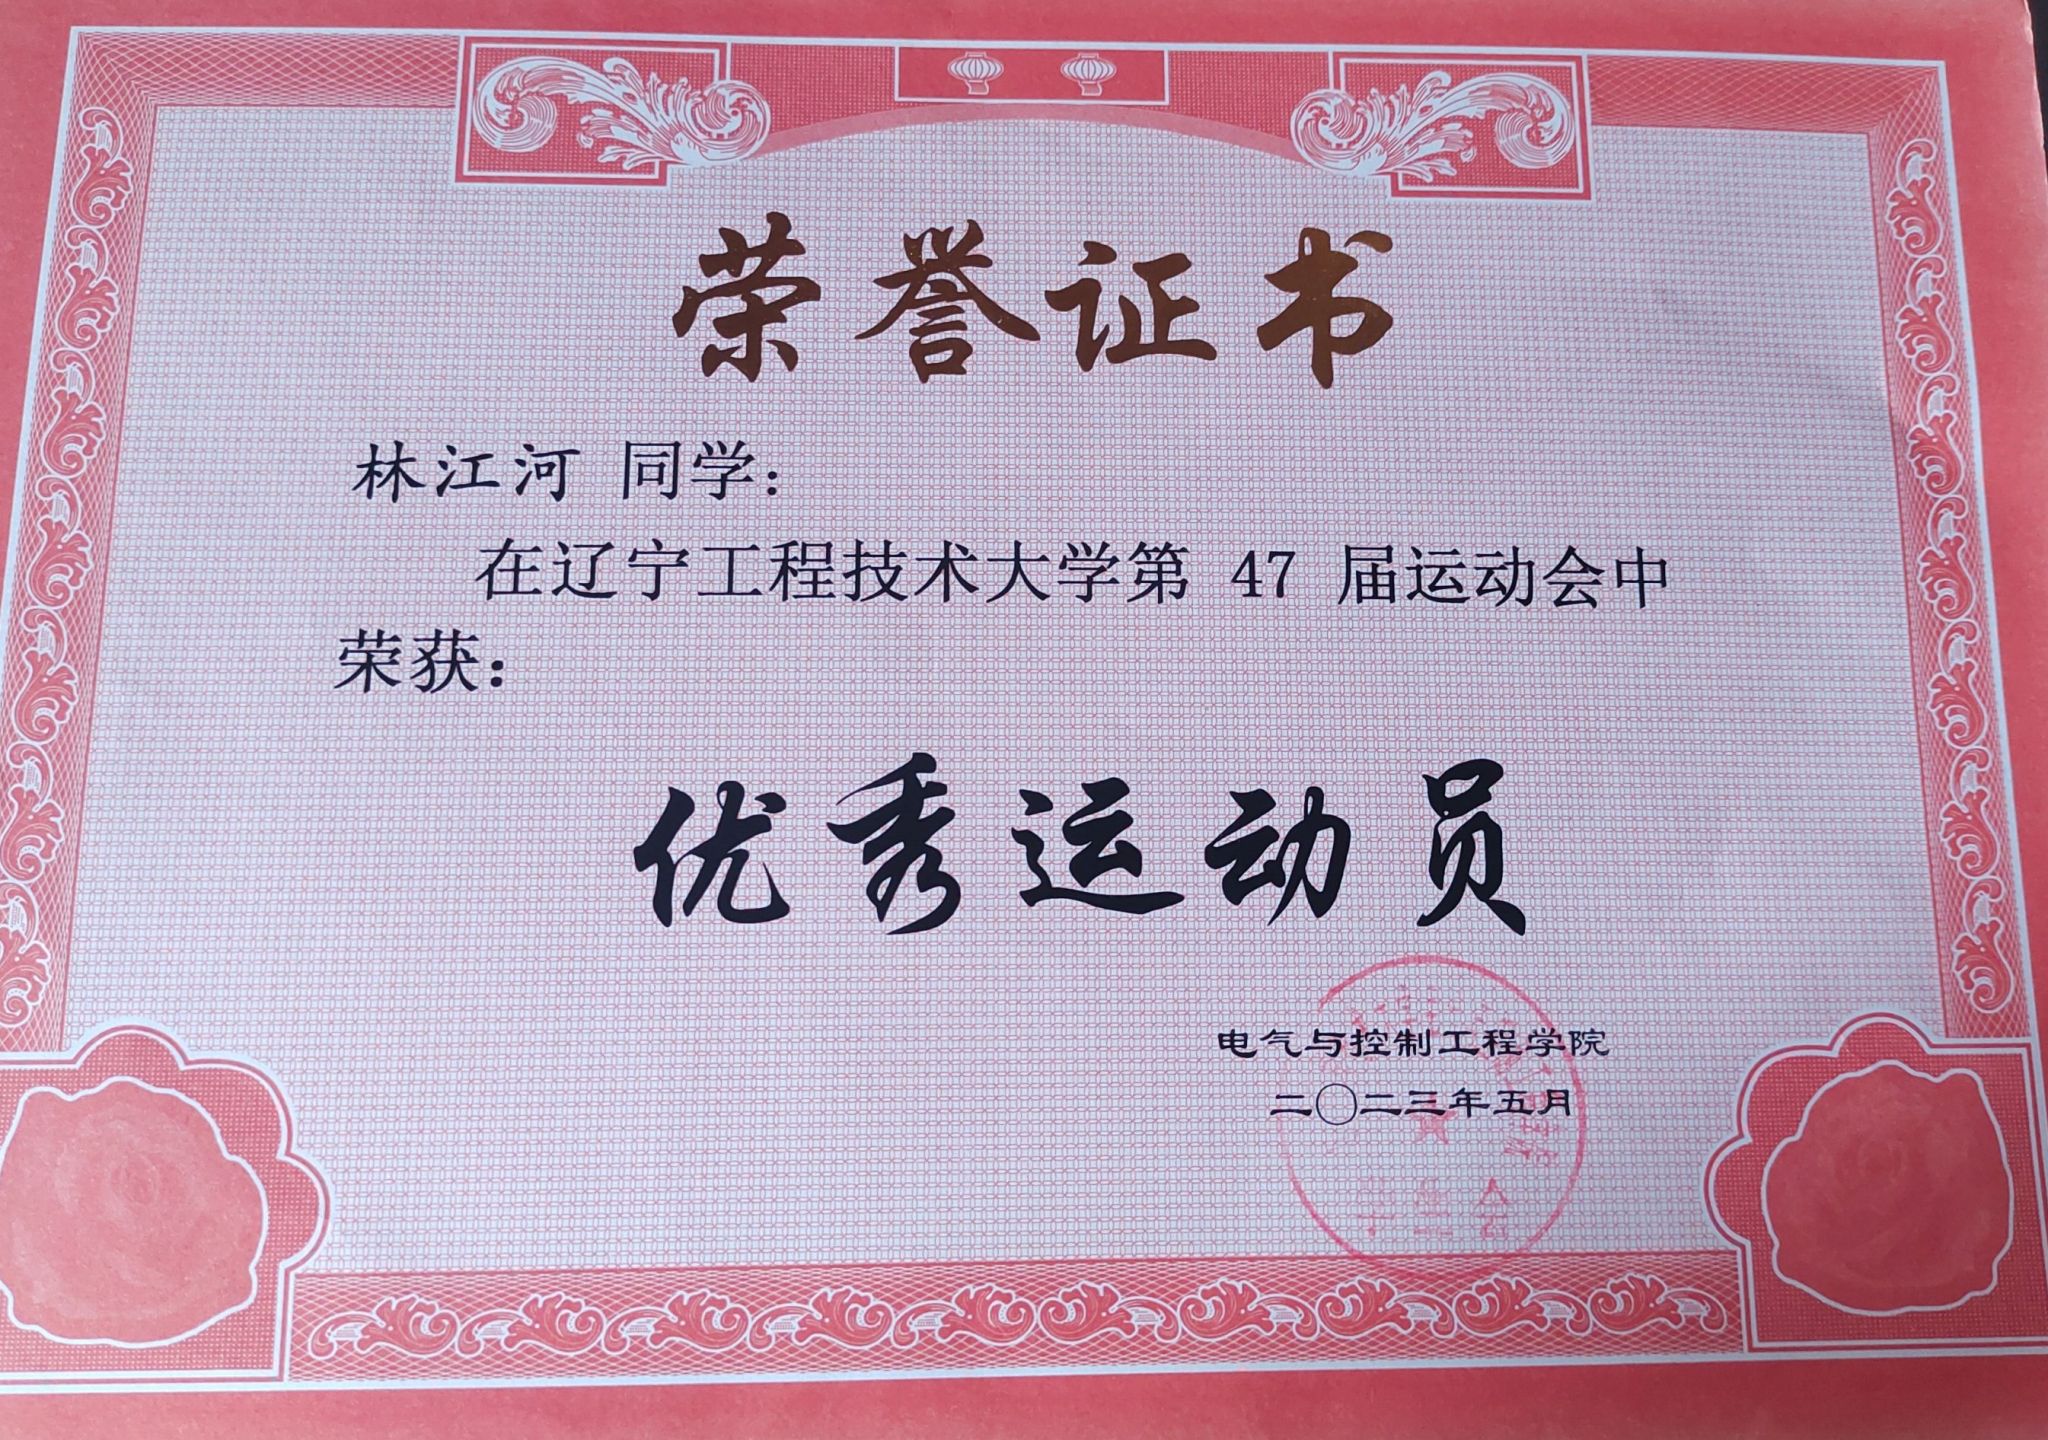 荣誉证书
林江河 同学：
在辽宁工程技术大学第 47 届运动会中
荣获：
优秀运动员
电气与控制工程学院
二〇二三年五月